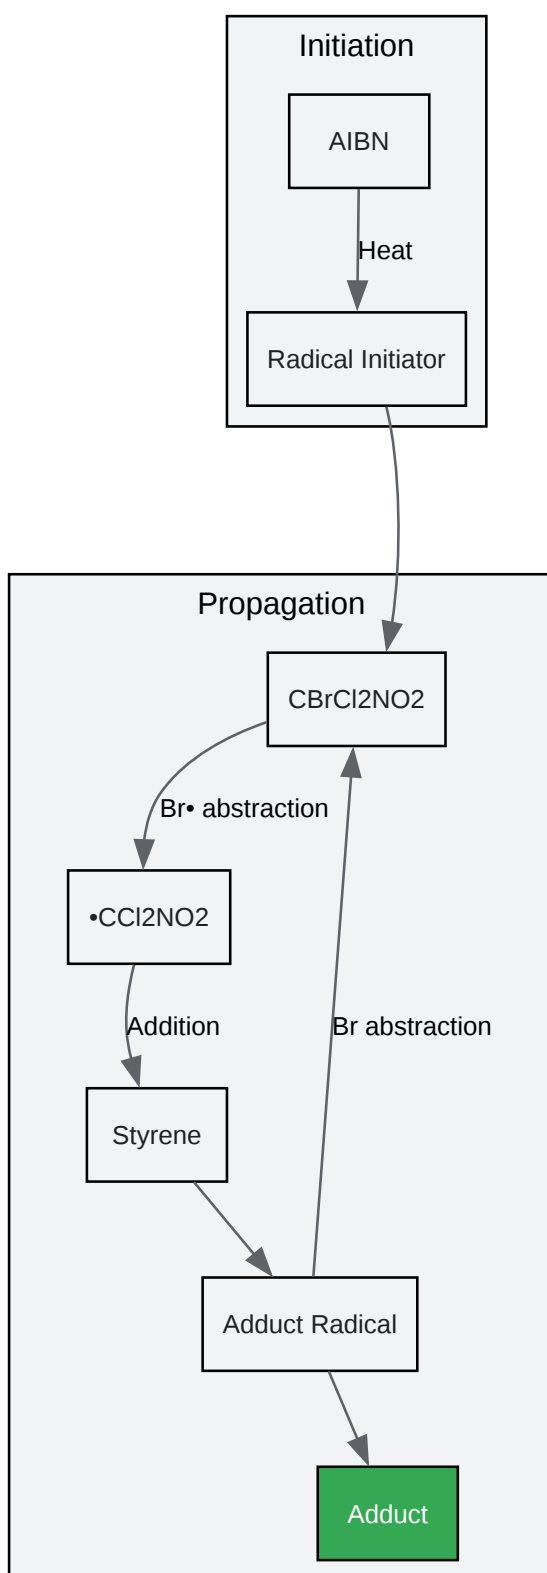 Initiation
AIBN
Heat
Radical Initiator
Propagation
CBrCl2NO2
Br• abstraction
•CCl2NO2
Addition
Br abstraction
Styrene
Adduct Radical
Adduct